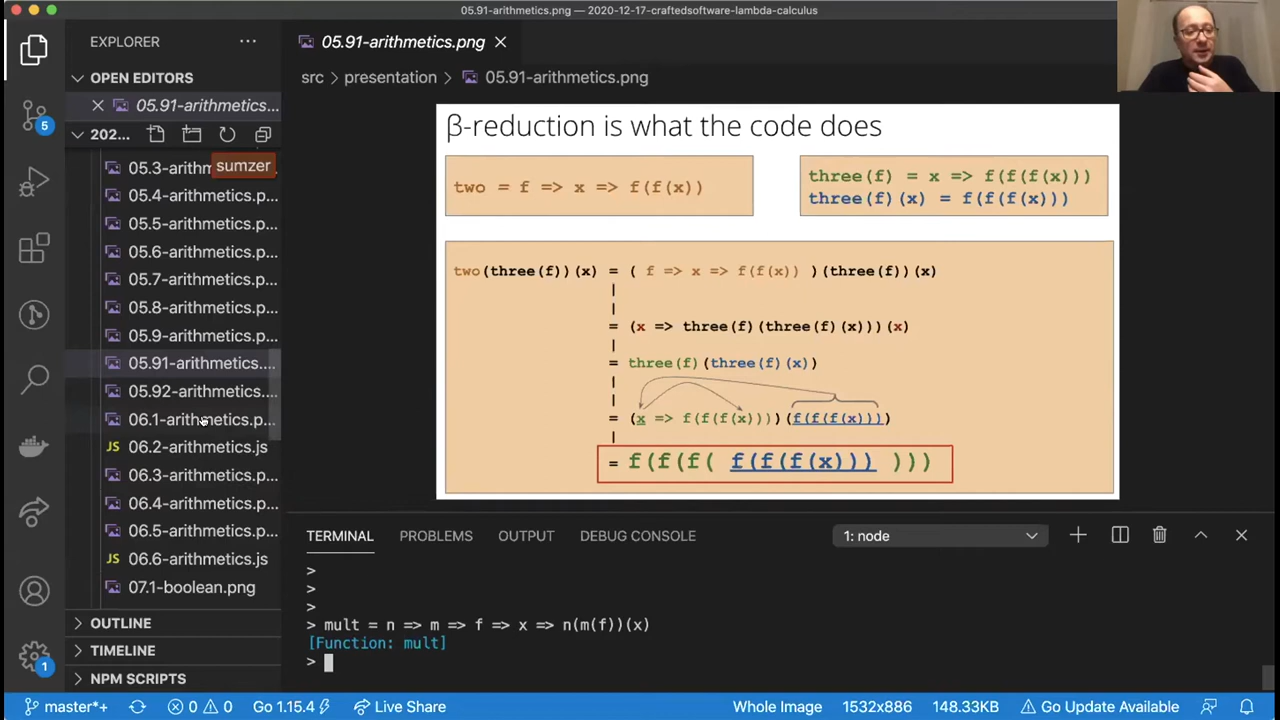 05.91-arithmetics.png — 2020-12-17-craftedsoftware-lambda-calculus
EXPLORER
OPEN EDITORS
05.91-arithmetics...
202...
05.3-arithm
sumzer
05.4-arithmetics.p...
05.5-arithmetics.p...
05.6-arithmetics.p...
05.7-arithmetics.p...
05.8-arithmetics.p...
05.9-arithmetics.p...
05.91-arithmetics....
05.92-arithmetics....
06.1-arithmetics.p...
JS 06.2-arithmetics.js
06.3-arithmetics.p...
06.4-arithmetics.p...
06.5-arithmetics.p...
JS 06.6-arithmetics.js
07.1-boolean.png
OUTLINE
TIMELINE
NPM SCRIPTS
5
1
05.91-arithmetics.png
src > presentation > 05.91-arithmetics.png
β-reduction is what the code does
two = f => x => f(f(x))
three(f) = x => f(f(f(x)))
three(f)(x) = f(f(f(x)))
two(three(f))(x) = ( f => x => f(f(x)) )(three(f))(x)
= (x => three(f)(three(f)(x)))(x)
= three(f)(three(f)(x))
= (x => f(f(f(x))))(f(f(f(x))))
= f(f(f( f(f(f(x))) )))
TERMINAL PROBLEMS OUTPUT DEBUG CONSOLE 1: node
>
>
>
> mult = n => m => f => x => n(m(f))(x)
[Function: mult]
>
master*+ 0 0 Go 1.15.4 Live Share Whole Image 1532x886 148.33KB Go Update Available